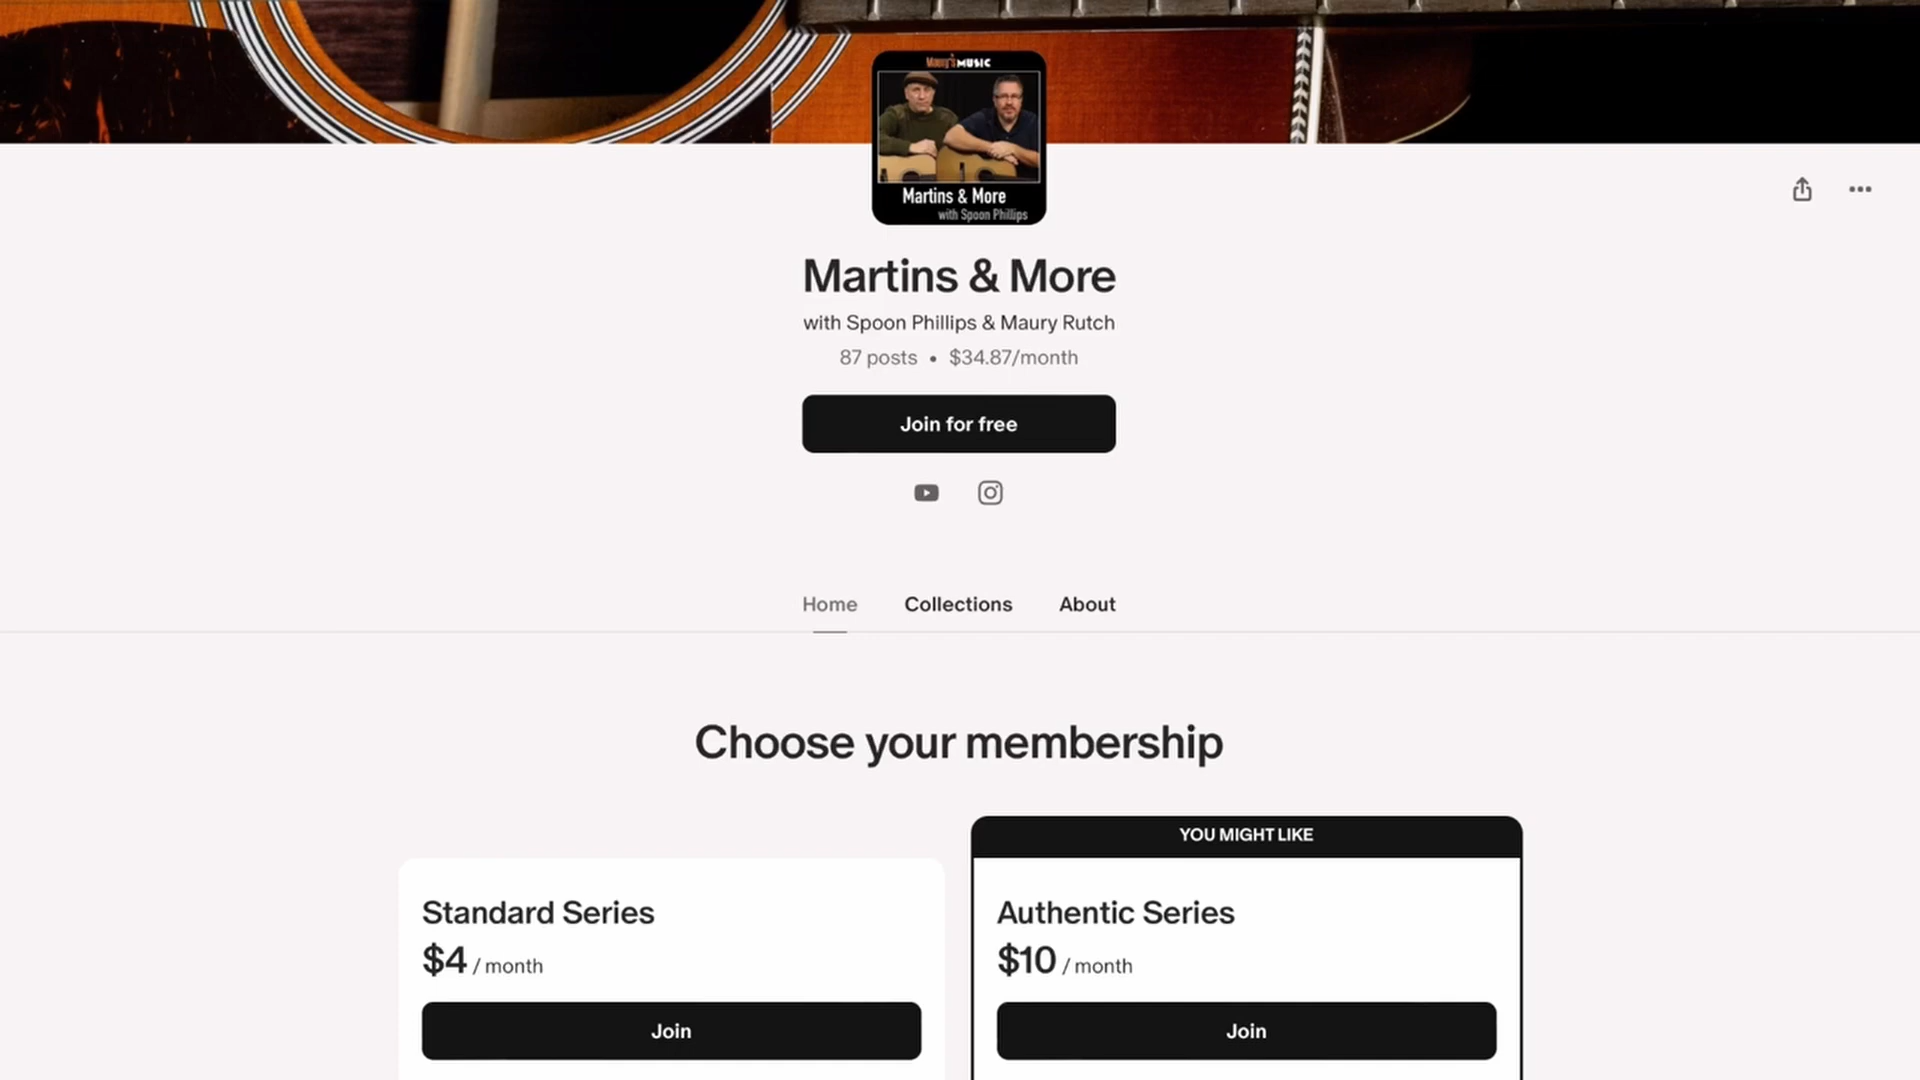 Maury's MUSIC
Martins & More
with Spoon Phillips
Martins & More
with Spoon Phillips & Maury Rutch
87 posts • $34.87/month
Join for free
Home Collections About
Choose your membership
YOU MIGHT LIKE
Standard Series
$4 / month
Join
Authentic Series
$10 / month
Join